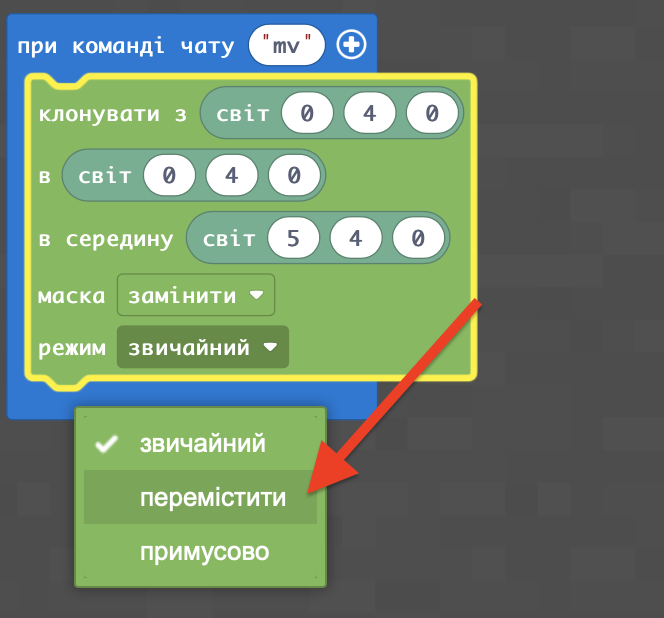 при команді чату "mv"
клонувати з світ 0 4 0
в світ 0 4 0
в середину світ 5 4 0
маска замінити
режим звичайний
звичайний
перемістити
примусово